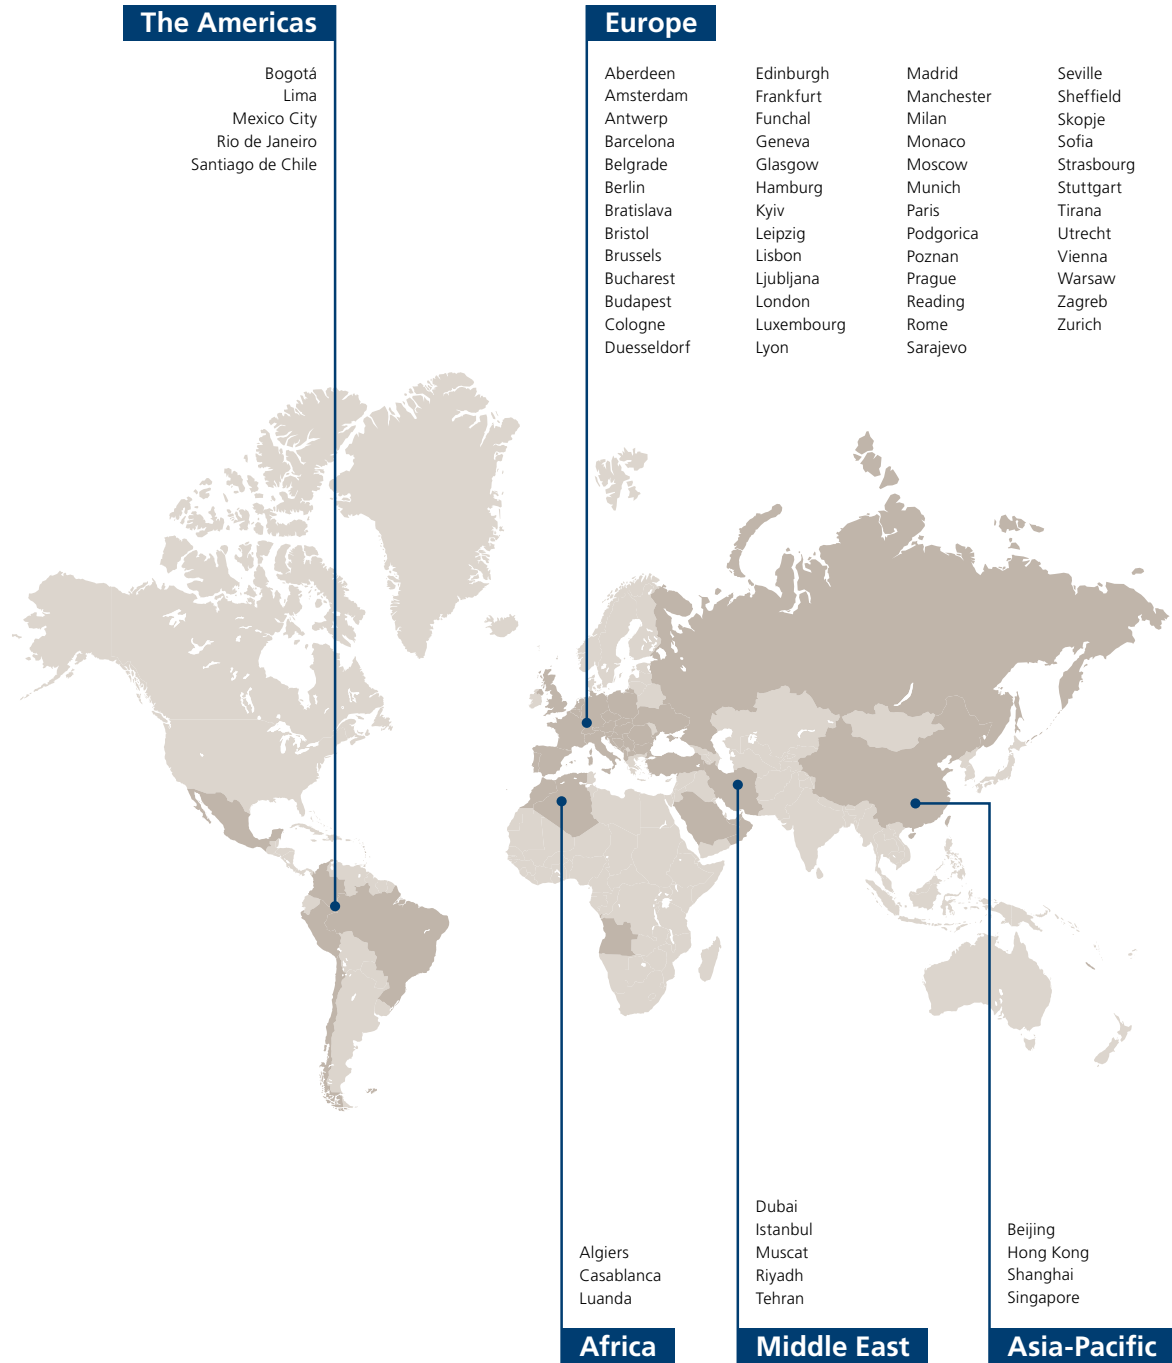 The Americas
Bogotá
Lima
Mexico City
Rio de Janeiro
Santiago de Chile
Europe
Aberdeen
Amsterdam
Antwerp
Barcelona
Belgrade
Berlin
Bratislava
Bristol
Brussels
Bucharest
Budapest
Cologne
Duesseldorf
Edinburgh
Frankfurt
Funchal
Geneva
Glasgow
Hamburg
Kyiv
Leipzig
Lisbon
Ljubljana
London
Luxembourg
Lyon
Madrid
Manchester
Milan
Monaco
Moscow
Munich
Paris
Podgorica
Poznan
Prague
Reading
Rome
Sarajevo
Seville
Sheffield
Skopje
Sofia
Strasbourg
Stuttgart
Tirana
Utrecht
Vienna
Warsaw
Zagreb
Zurich
Algiers
Casablanca
Luanda
Africa
Dubai
Istanbul
Muscat
Riyadh
Tehran
Middle East
Beijing
Hong Kong
Shanghai
Singapore
Asia-Pacific